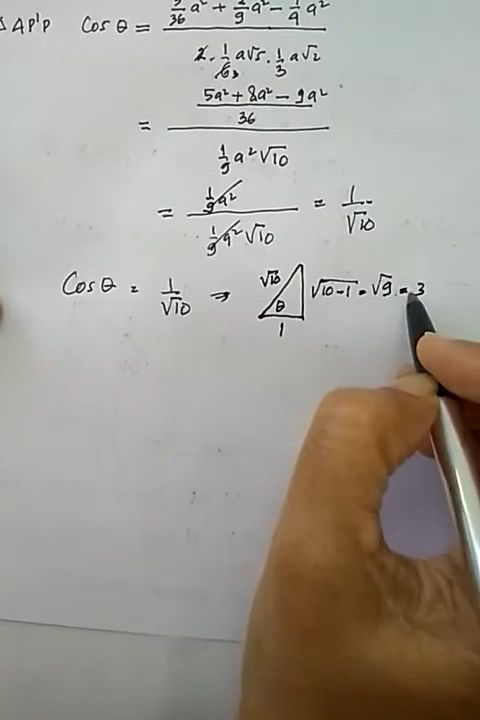 △ AP'P Cos θ = 5/36 a² + 2/9 a² − 1/4 a²
2 · 1/6 a√5 · 1/3 a√2
3
= 5a² + 8a² − 9a²
36
1/9 a² √10
= 1/9 a² / 1/9 a² √10 = 1/√10
Cos θ = 1/√10 ⇒ √10 θ 1 √10−1 = √9 = 3